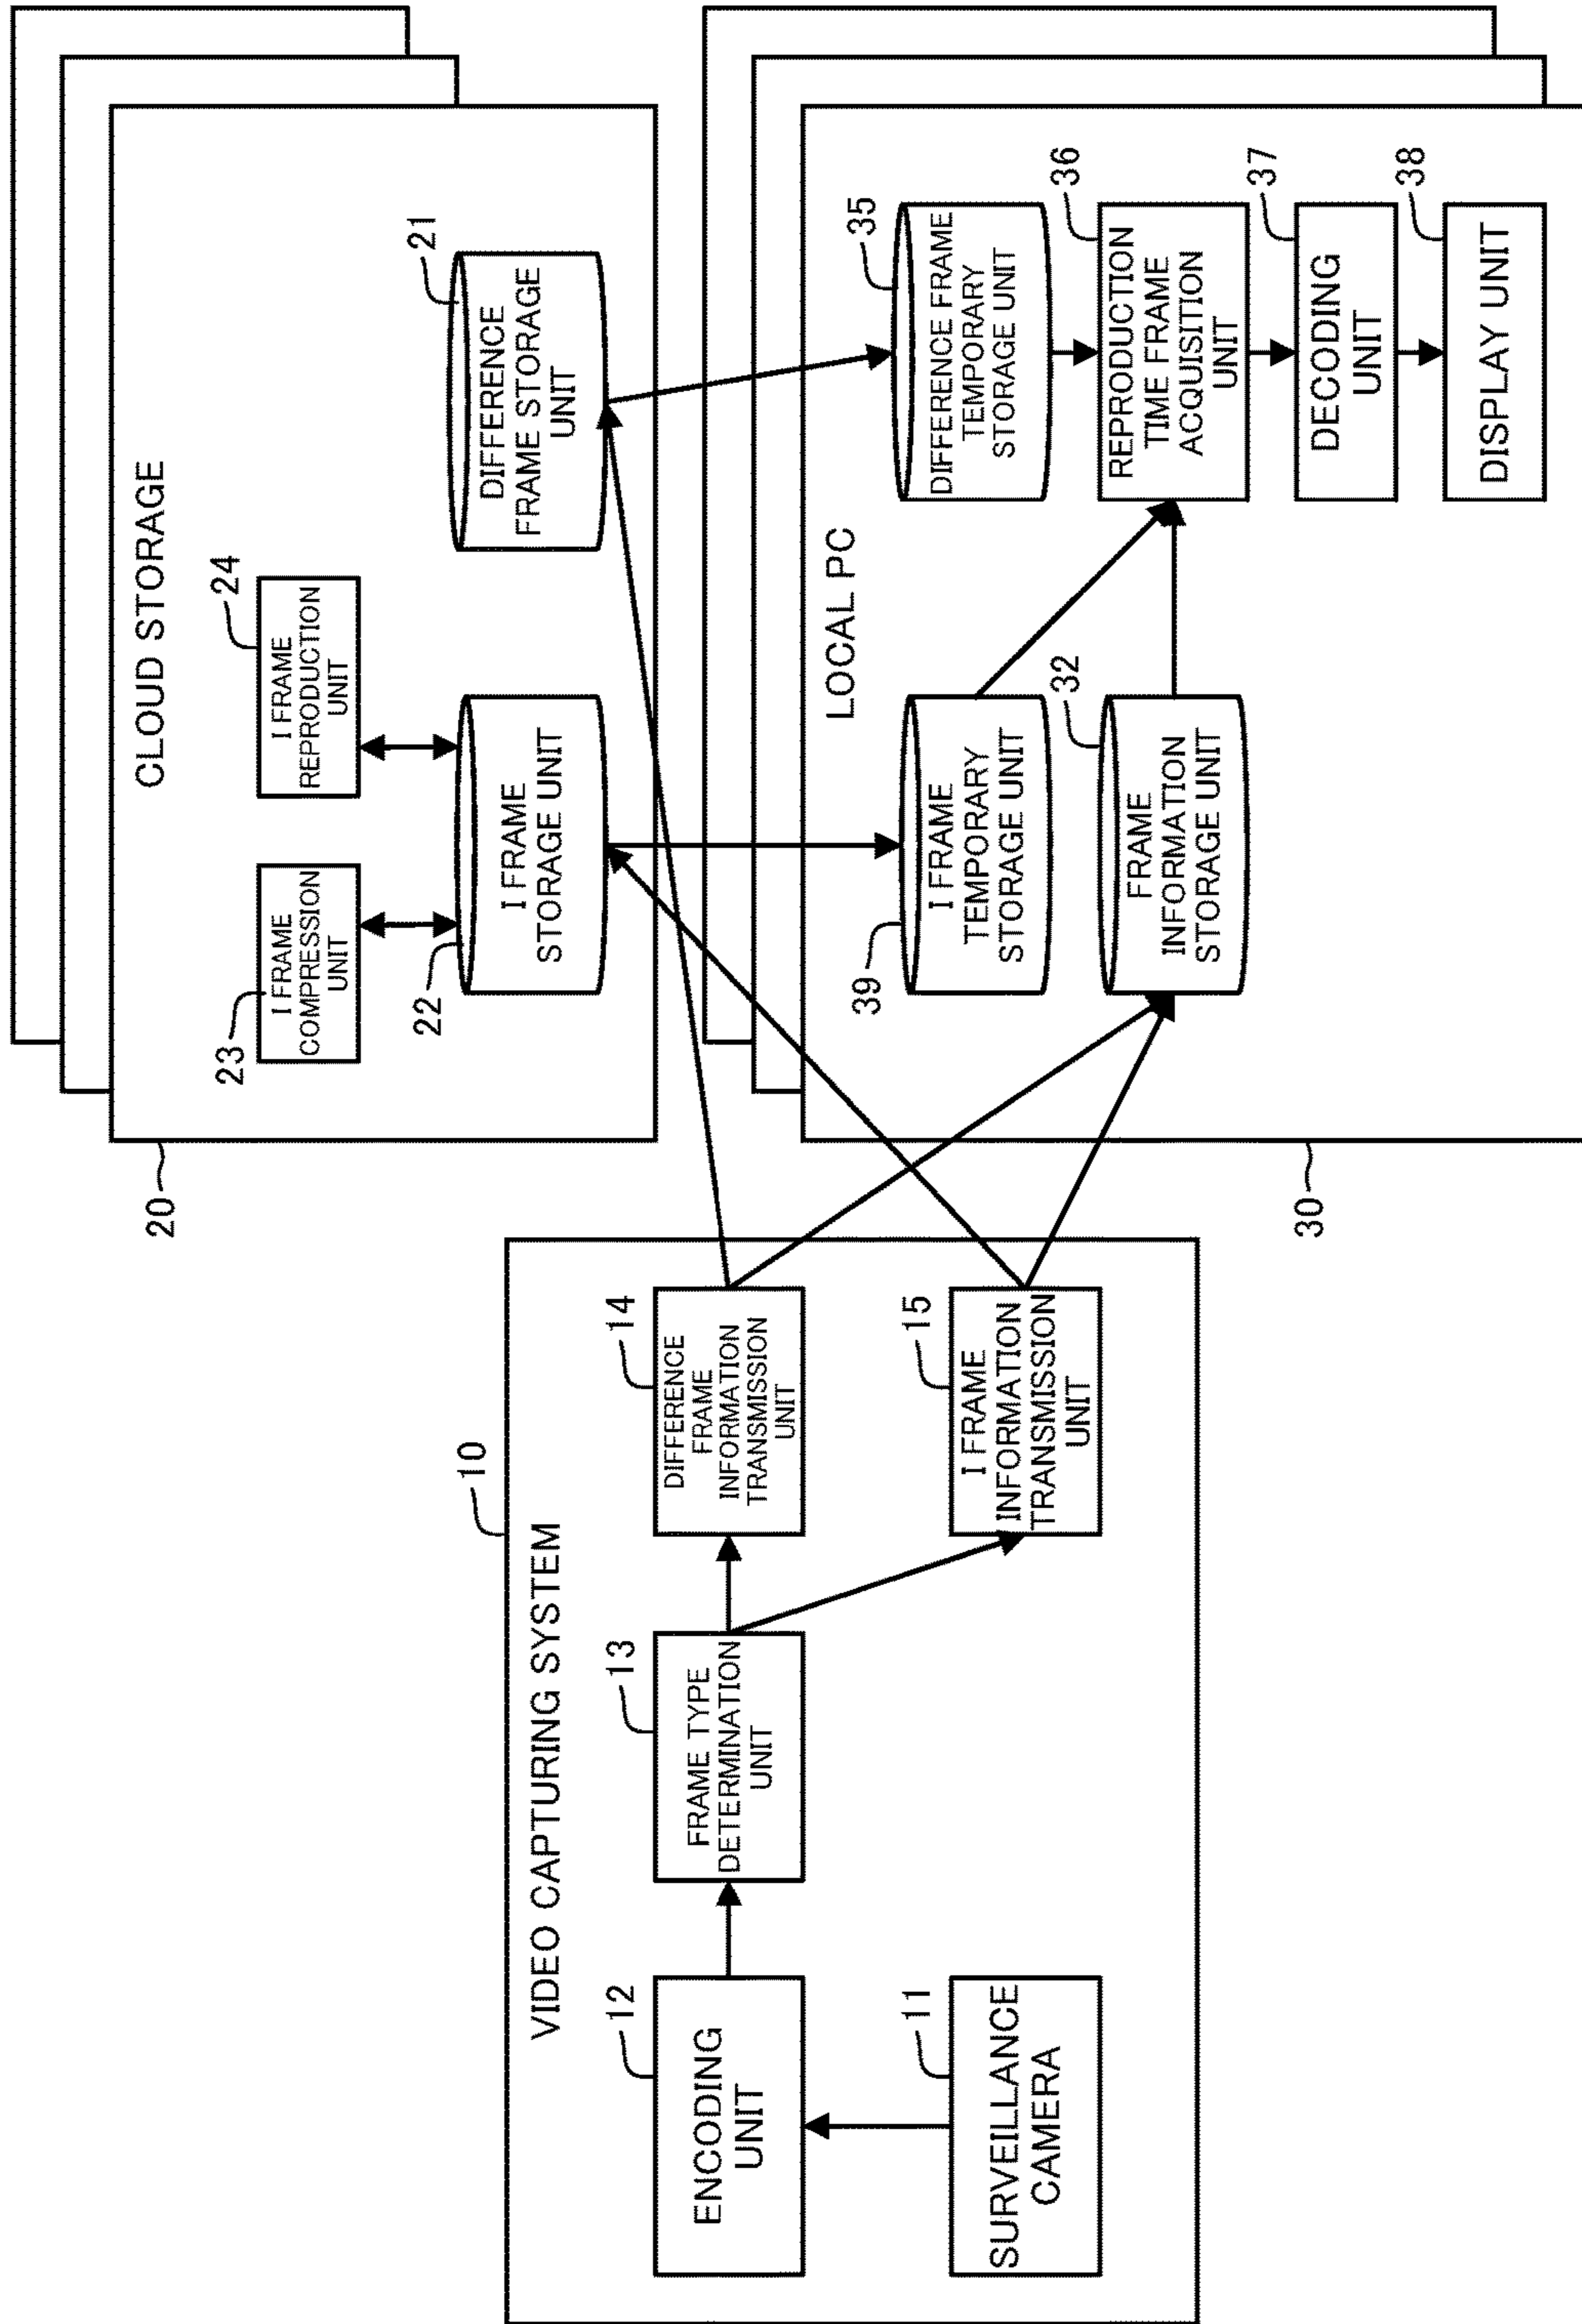 VIDEO CAPTURING SYSTEM
10
SURVEILLANCE
CAMERA
11
ENCODING
UNIT
12
FRAME TYPE
DETERMINATION
UNIT
13
DIFFERENCE
FRAME
INFORMATION
TRANSMISSION
UNIT
14
I FRAME
INFORMATION
TRANSMISSION
UNIT
15
CLOUD STORAGE
20
I FRAME
COMPRESSION
UNIT
23
I FRAME
REPRODUCTION
UNIT
24
I FRAME
STORAGE UNIT
22
DIFFERENCE
FRAME STORAGE
UNIT
21
LOCAL PC
30
I FRAME
TEMPORARY
STORAGE UNIT
39
FRAME
INFORMATION
STORAGE UNIT
32
DIFFERENCE FRAME
TEMPORARY
STORAGE UNIT
35
REPRODUCTION
TIME FRAME
ACQUISITION
UNIT
36
DECODING
UNIT
37
DISPLAY UNIT
38